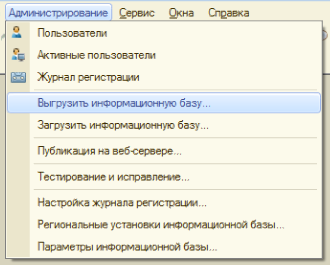 Администрирование Сервис Окна Справка
Пользователи
Активные пользователи
Журнал регистрации
Выгрузить информационную базу...
Загрузить информационную базу...
Публикация на веб-сервере...
Тестирование и исправление...
Настройка журнала регистрации...
Региональные установки информационной базы...
Параметры информационной базы...